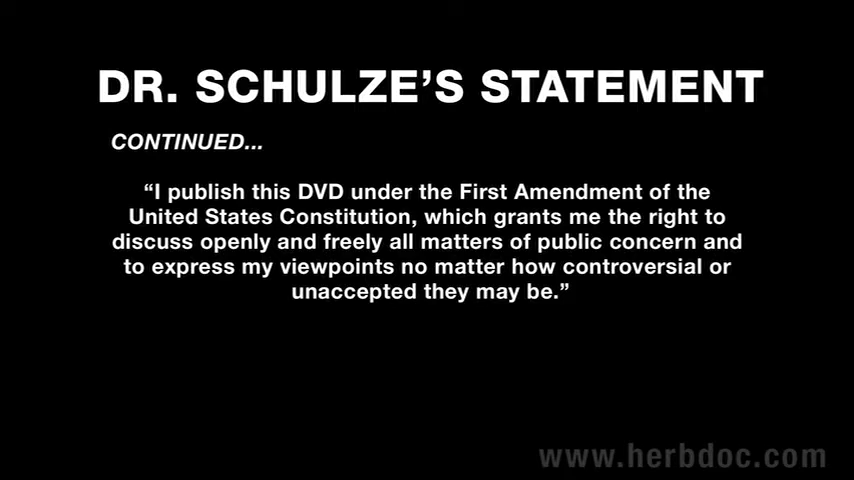 DR. SCHULZE’S STATEMENT
CONTINUED...
“I publish this DVD under the First Amendment of the
United States Constitution, which grants me the right to
discuss openly and freely all matters of public concern and
to express my viewpoints no matter how controversial or
unaccepted they may be.”
www.herbdoc.com